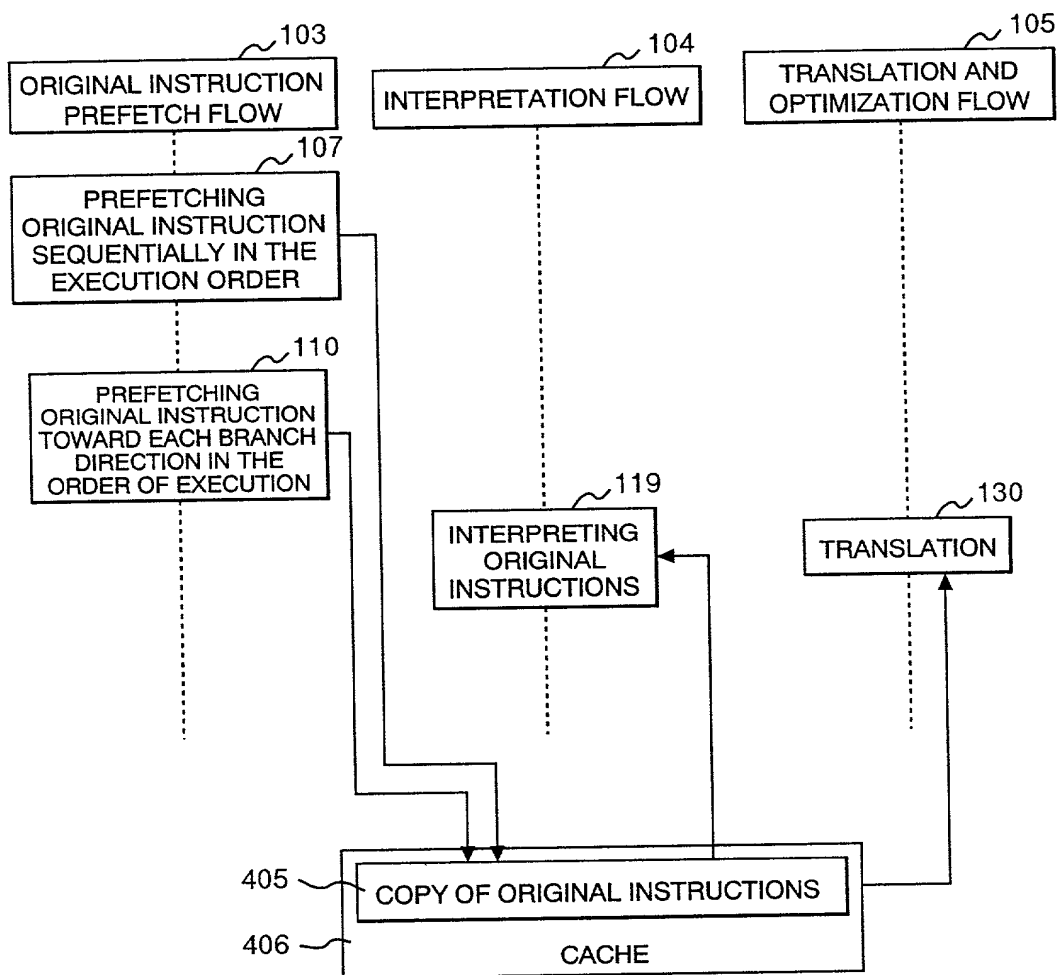 103
ORIGINAL INSTRUCTION
PREFETCH FLOW
104
INTERPRETATION FLOW
105
TRANSLATION AND
OPTIMIZATION FLOW
107
PREFETCHING
ORIGINAL INSTRUCTION
SEQUENTIALLY IN THE
EXECUTION ORDER
110
PREFETCHING
ORIGINAL INSTRUCTION
TOWARD EACH BRANCH
DIRECTION IN THE
ORDER OF EXECUTION
119
INTERPRETING
ORIGINAL
INSTRUCTIONS
130
TRANSLATION
405
COPY OF ORIGINAL INSTRUCTIONS
406
CACHE